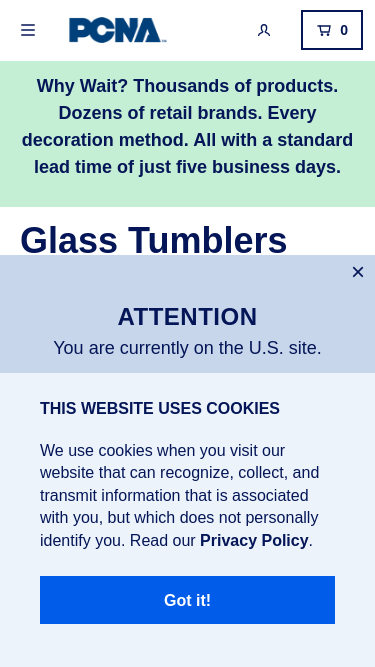 PCNA
0
Why Wait? Thousands of products.
Dozens of retail brands. Every
decoration method. All with a standard
lead time of just five business days.
Glass Tumblers
ATTENTION
You are currently on the U.S. site.
THIS WEBSITE USES COOKIES
We use cookies when you visit our
website that can recognize, collect, and
transmit information that is associated
with you, but which does not personally
identify you. Read our Privacy Policy.
Got it!